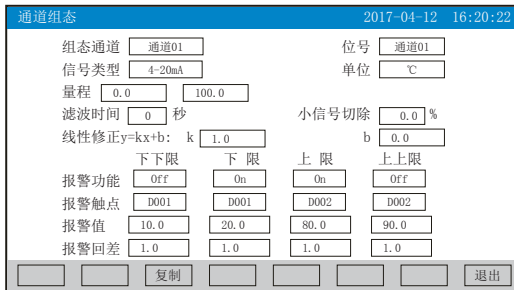 通道组态 2017-04-12 16:20:22
组态通道 通道01 位号 通道01
信号类型 4-20mA 单位 ℃
量程 0.0 100.0
滤波时间 0 秒 小信号切除 0.0 %
线性修正y=kx+b: k 1.0 b 0.0
下下限 下 限 上 限 上上限
报警功能 Off On On Off
报警触点 D001 D001 D002 D002
报警值 10.0 20.0 80.0 90.0
报警回差 1.0 1.0 1.0 1.0
复制 退出